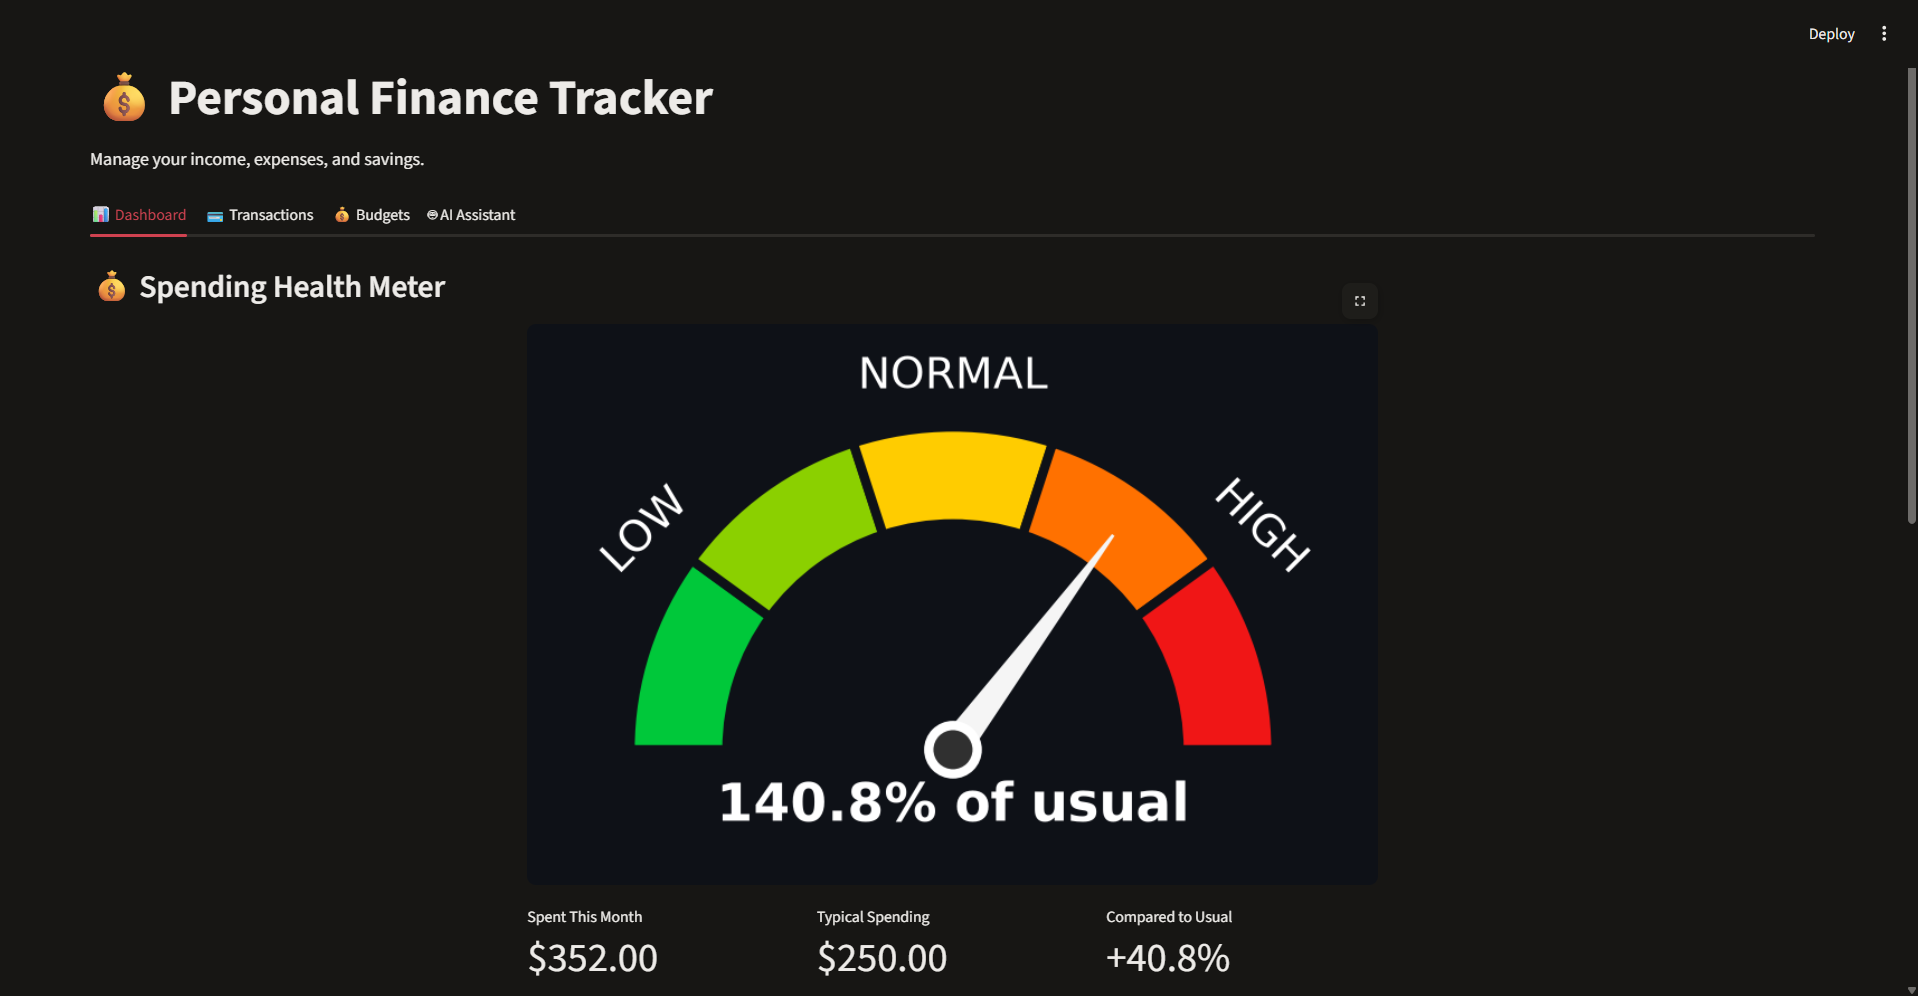 Deploy
Personal Finance Tracker
Manage your income, expenses, and savings.
Dashboard Transactions Budgets AI Assistant
Spending Health Meter
NORMAL
LOW
HIGH
140.8% of usual
Spent This Month Typical Spending Compared to Usual
$352.00 $250.00 +40.8%